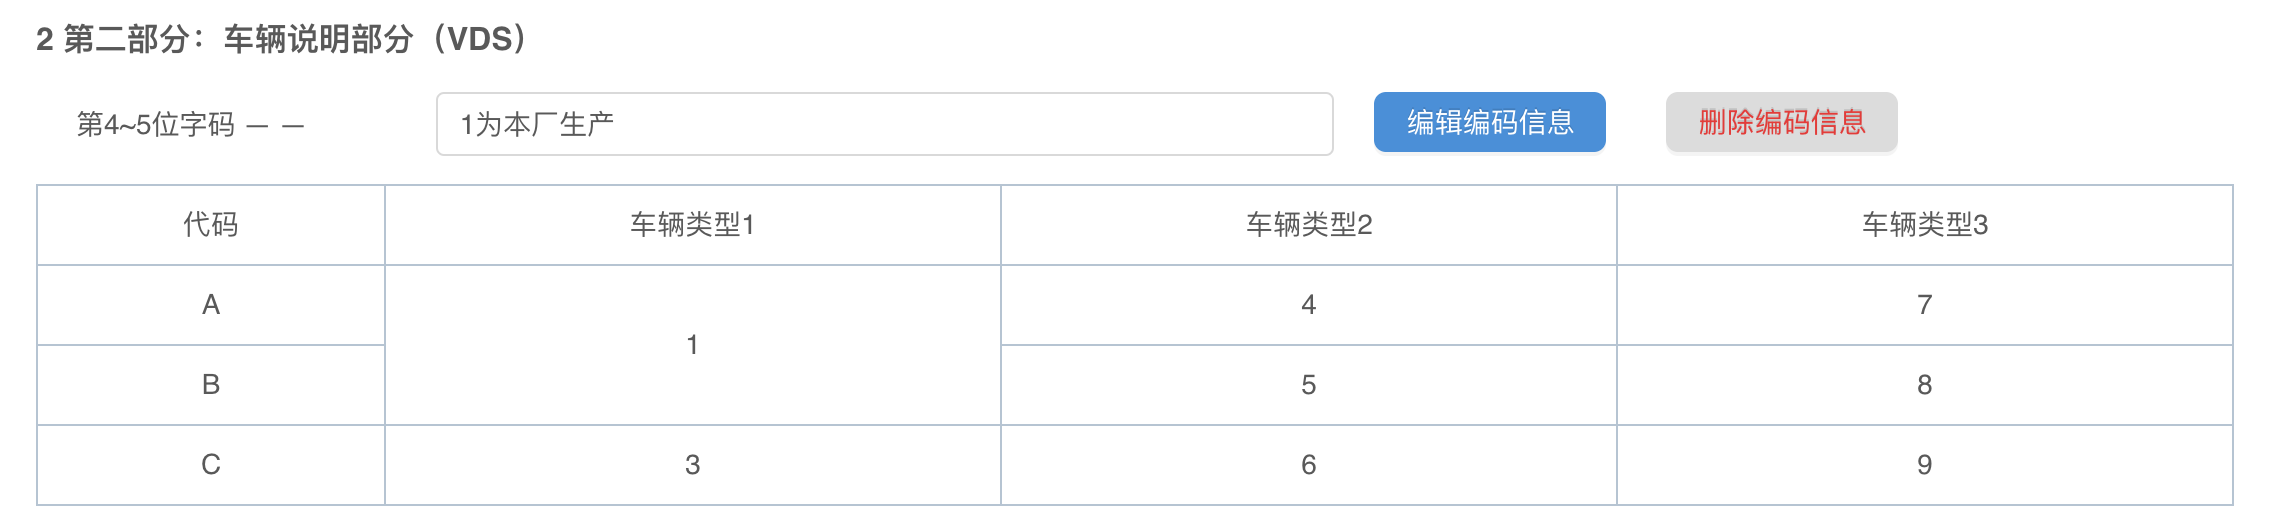 2 第二部分：车辆说明部分（VDS）
第4~5位字码 — — 1为本厂生产 编辑编码信息 删除编码信息
代码 车辆类型1 车辆类型2 车辆类型3
A 1 4 7
B 5 8
C 3 6 9